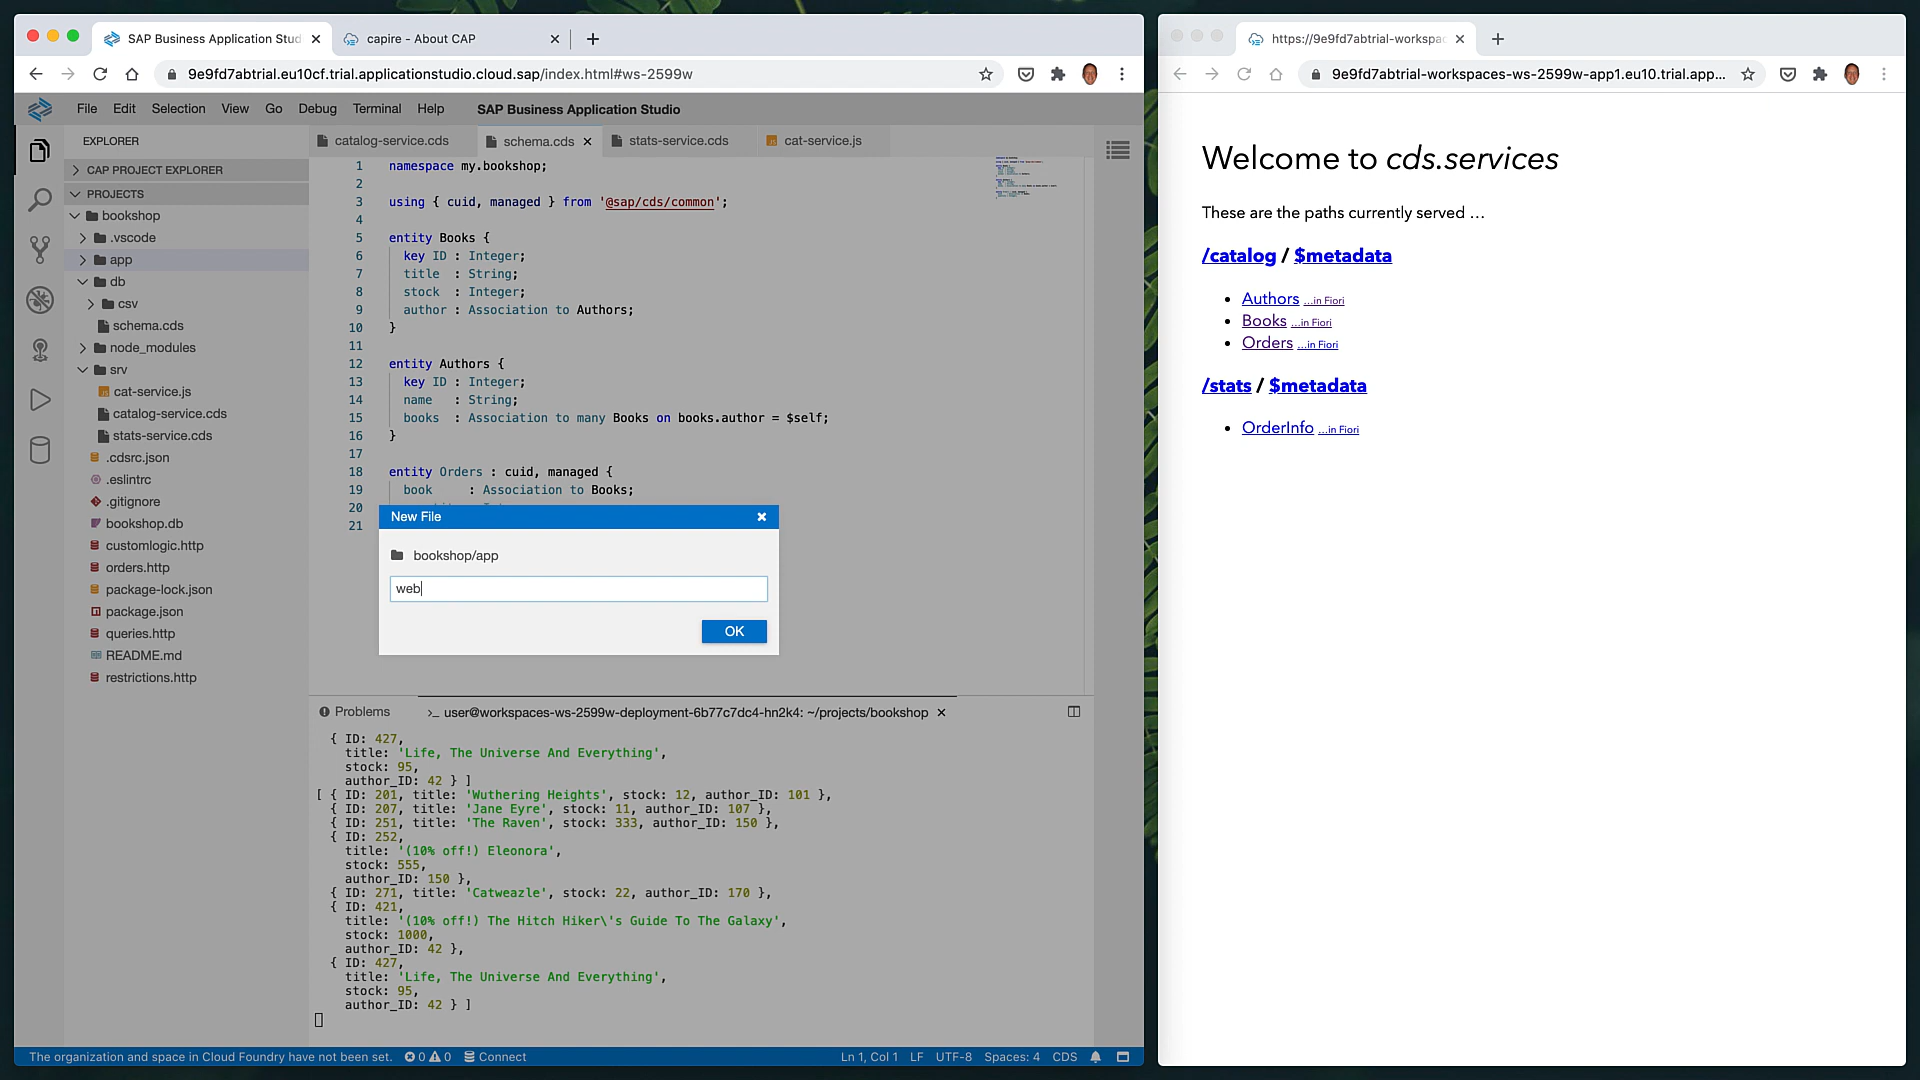 SAP Business Application Stud
capire - About CAP
9e9fd7abtrial.eu10cf.trial.applicationstudio.cloud.sap/index.html#ws-2599w
File Edit Selection View Go Debug Terminal Help SAP Business Application Studio
EXPLORER
CAP PROJECT EXPLORER
PROJECTS
bookshop
.vscode
app
db
csv
schema.cds
node_modules
srv
cat-service.js
catalog-service.cds
stats-service.cds
.cdsrc.json
.eslintrc
.gitignore
bookshop.db
customlogic.http
orders.http
package-lock.json
package.json
queries.http
README.md
restrictions.http
catalog-service.cds schema.cds stats-service.cds cat-service.js
1 namespace my.bookshop;
2
3 using { cuid, managed } from '@sap/cds/common';
4
5 entity Books {
6 key ID : Integer;
7 title : String;
8 stock : Integer;
9 author : Association to Authors;
10 }
11
12 entity Authors {
13 key ID : Integer;
14 name : String;
15 books : Association to many Books on books.author = $self;
16 }
17
18 entity Orders : cuid, managed {
19 book : Association to Books;
20
21
New File
bookshop/app
web
OK
Problems
>_ user@workspaces-ws-2599w-deployment-6b77c7dc4-hn2k4: ~/projects/bookshop
{ ID: 427,
title: 'Life, The Universe And Everything',
stock: 95,
author_ID: 42 } ]
[ { ID: 201, title: 'Wuthering Heights', stock: 12, author_ID: 101 },
{ ID: 207, title: 'Jane Eyre', stock: 11, author_ID: 107 },
{ ID: 251, title: 'The Raven', stock: 333, author_ID: 150 },
{ ID: 252,
title: '(10% off!) Eleonora',
stock: 555,
author_ID: 150 },
{ ID: 271, title: 'Catweazle', stock: 22, author_ID: 170 },
{ ID: 421,
title: '(10% off!) The Hitch Hiker\'s Guide To The Galaxy',
stock: 1000,
author_ID: 42 },
{ ID: 427,
title: 'Life, The Universe And Everything',
stock: 95,
author_ID: 42 } ]
The organization and space in Cloud Foundry have not been set. 0 0 Connect
Ln 1, Col 1 LF UTF-8 Spaces: 4 CDS
https://9e9fd7abtrial-workspa
9e9fd7abtrial-workspaces-ws-2599w-app1.eu10.trial.app...
Welcome to cds.services
These are the paths currently served …
/catalog / $metadata
Authors ...in Fiori
Books ...in Fiori
Orders ...in Fiori
/stats / $metadata
OrderInfo ...in Fiori